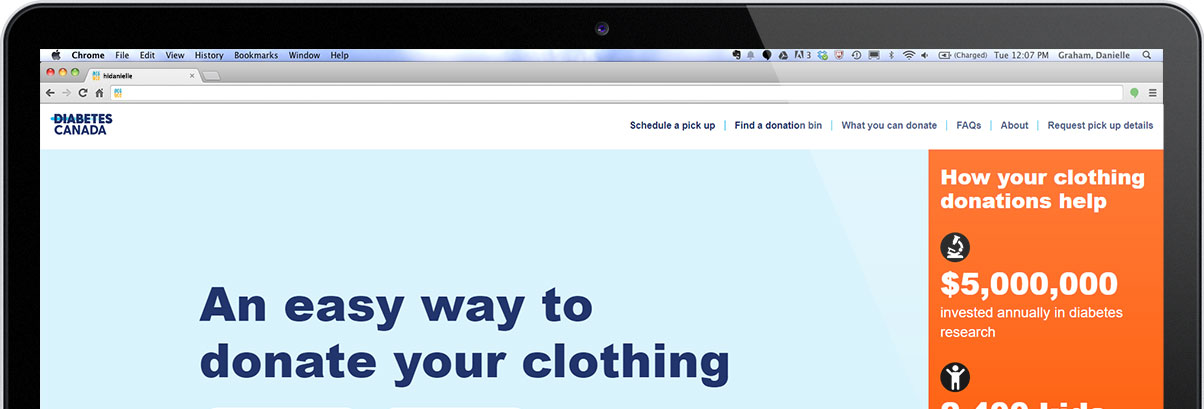 Chrome File Edit View History Bookmarks Window Help 3 (Charged) Tue 12:07 PM Graham, Danielle
hidanielle
DIABETES
CANADA
Schedule a pick up | Find a donation bin | What you can donate | FAQs | About | Request pick up details
How your clothing
donations help
$5,000,000
invested annually in diabetes
research
An easy way to
donate your clothing